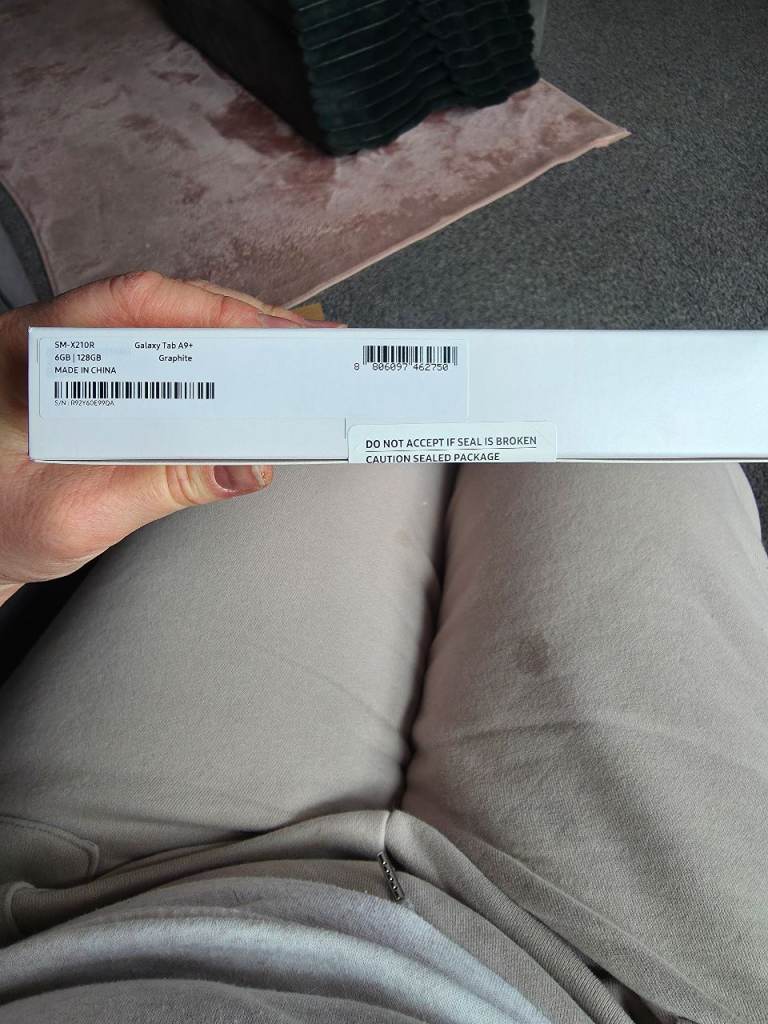 SM-X210R Galaxy Tab A9+
6GB | 128GB Graphite
MADE IN CHINA
S/N : R92Y60E99DA
8 806097 462750
DO NOT ACCEPT IF SEAL IS BROKEN
CAUTION SEALED PACKAGE